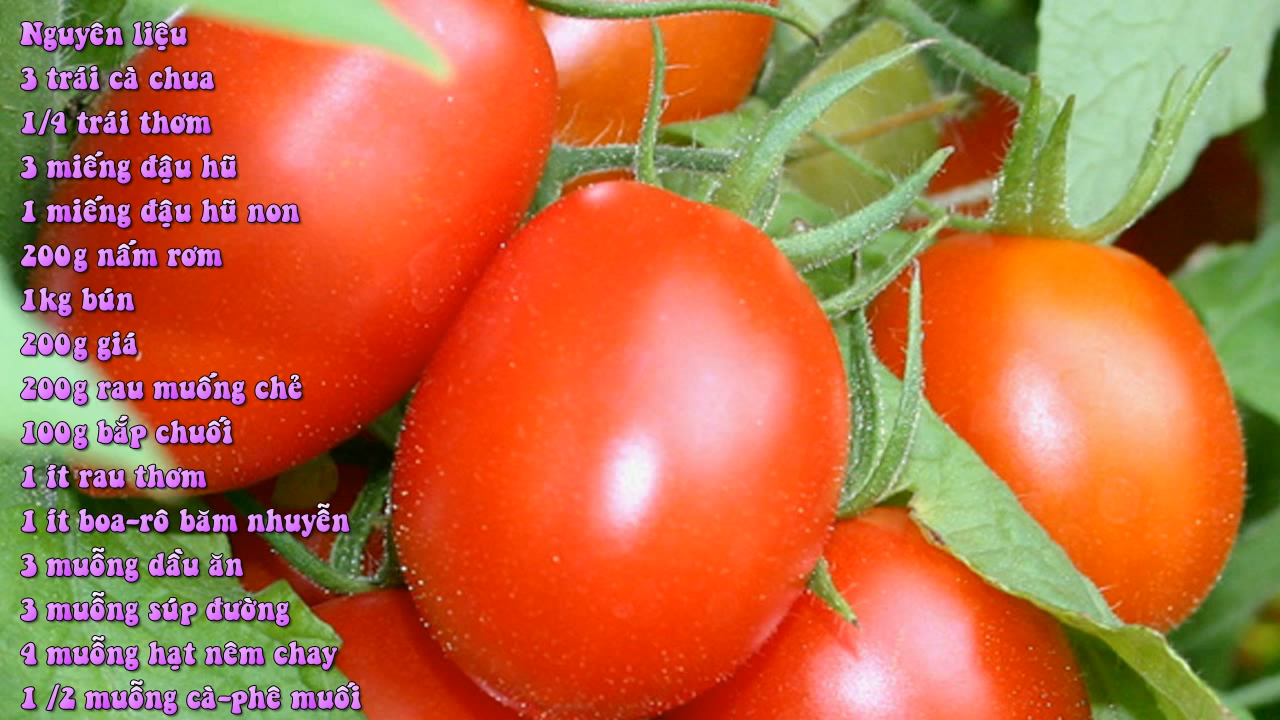 Nguyên liệu
3 trái cà chua
1/4 trái thơm
3 miếng đậu hũ
1 miếng đậu hũ non
200g nấm rơm
1kg bún
200g giá
200g rau muống chẻ
100g bắp chuối
1 ít rau thơm
1 ít boa-rô băm nhuyễn
3 muỗng dầu ăn
3 muỗng súp đường
4 muỗng hạt nêm chay
1 /2 muỗng cà-phê muối